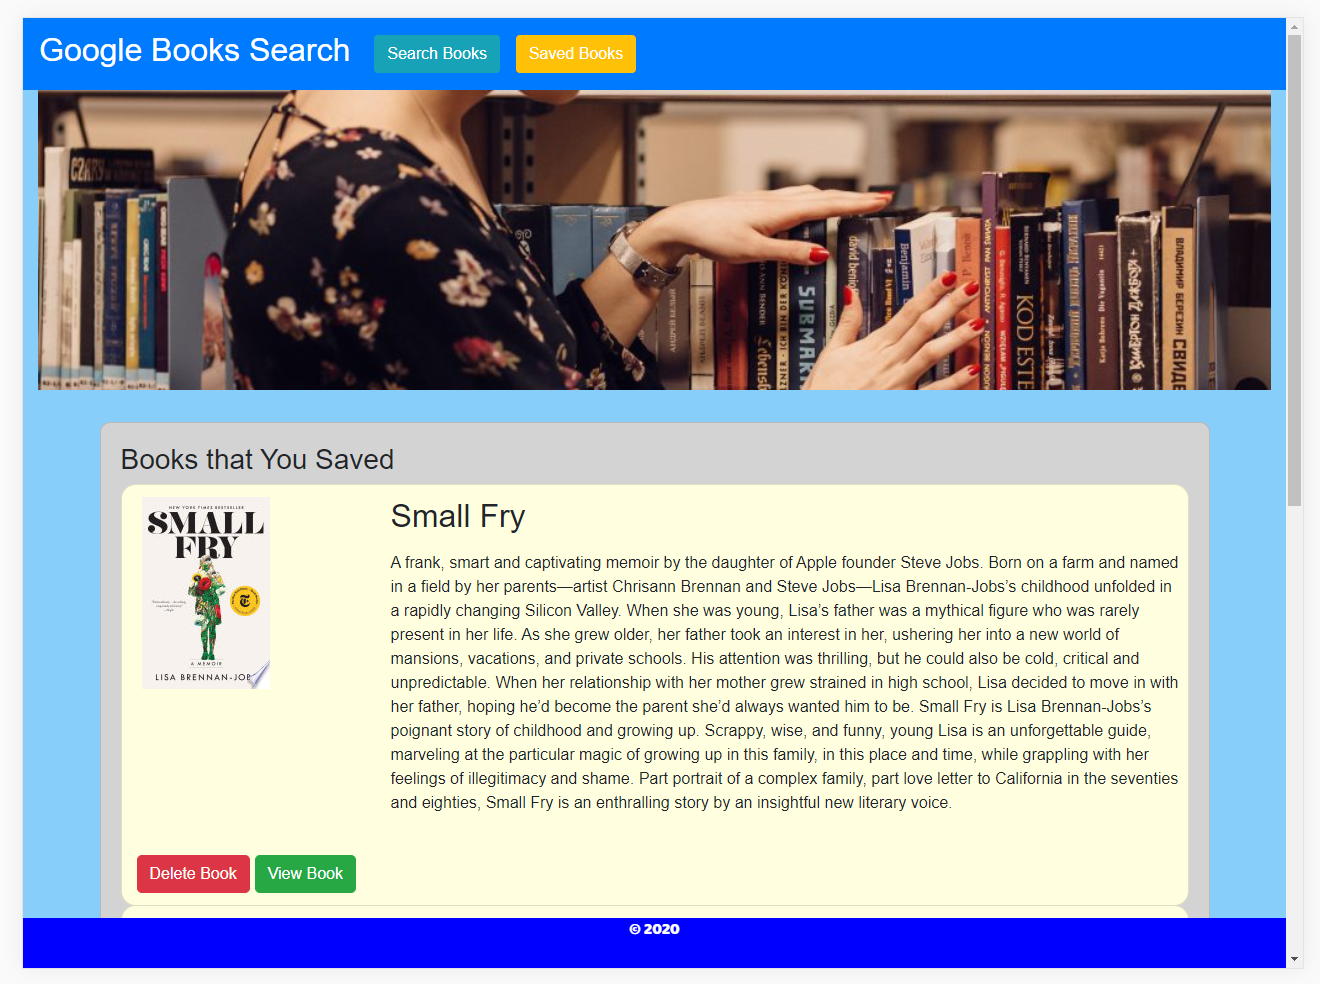 Google Books Search
Search Books
Saved Books
david benioff
Benjamin
SUBMAR
KOD ESTE
ВЛАДИМИР БЕРЕЗИН
СВИДЕ
Books that You Saved
NEW YORK TIMES BESTSELLER
SMALL
FRY
A MEMOIR
LISA BRENNAN-JOB
Small Fry
A frank, smart and captivating memoir by the daughter of Apple founder Steve Jobs. Born on a farm and named
in a field by her parents—artist Chrisann Brennan and Steve Jobs—Lisa Brennan-Jobs’s childhood unfolded in
a rapidly changing Silicon Valley. When she was young, Lisa’s father was a mythical figure who was rarely
present in her life. As she grew older, her father took an interest in her, ushering her into a new world of
mansions, vacations, and private schools. His attention was thrilling, but he could also be cold, critical and
unpredictable. When her relationship with her mother grew strained in high school, Lisa decided to move in with
her father, hoping he’d become the parent she’d always wanted him to be. Small Fry is Lisa Brennan-Jobs’s
poignant story of childhood and growing up. Scrappy, wise, and funny, young Lisa is an unforgettable guide,
marveling at the particular magic of growing up in this family, in this place and time, while grappling with her
feelings of illegitimacy and shame. Part portrait of a complex family, part love letter to California in the seventies
and eighties, Small Fry is an enthralling story by an insightful new literary voice.
Delete Book
View Book
© 2020